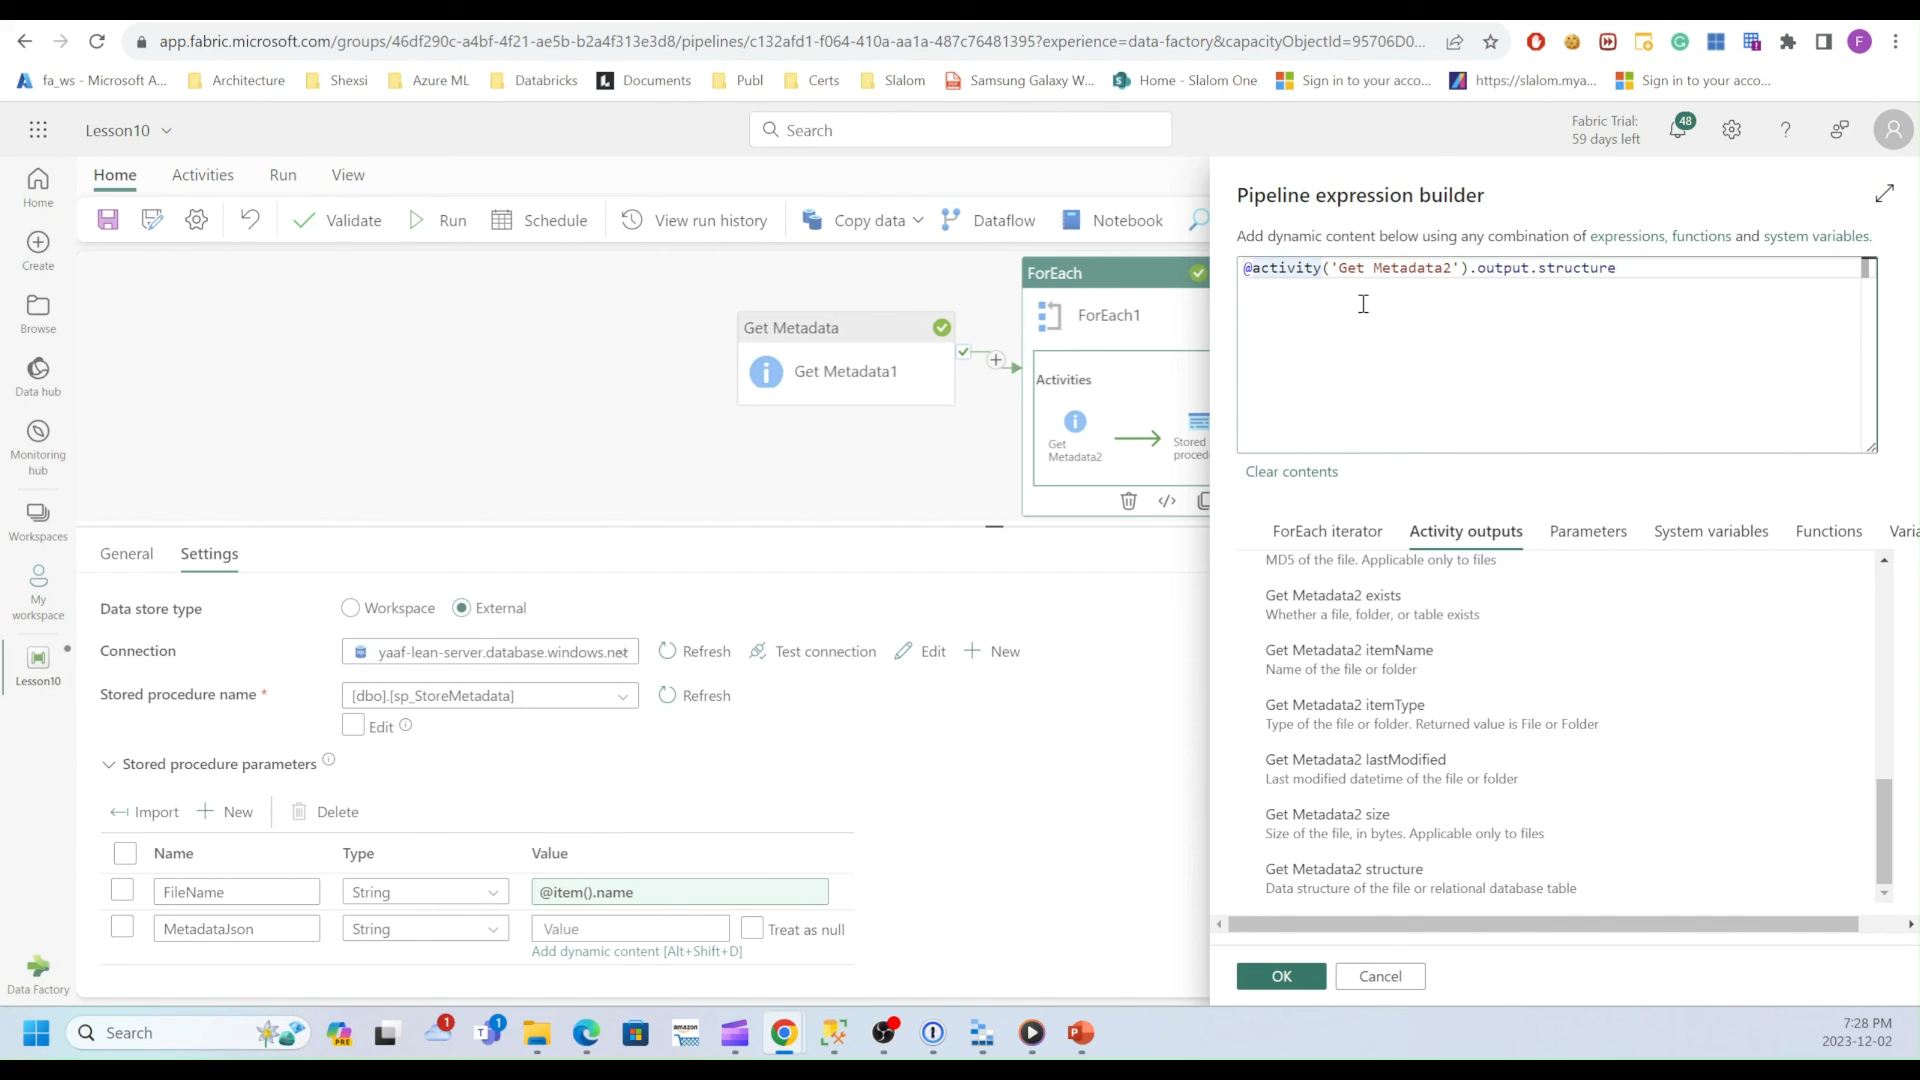 app.fabric.microsoft.com/groups/46df290c-a4bf-4f21-ae5b-b2a4f313e3d8/pipelines/c132afd1-f064-410a-aa1a-487c76481395?experience=data-factory&capacityObjectId=95706D0...
F
fa_ws - Microsoft A...
Architecture
Shexsi
Azure ML
Databricks
Documents
Publ
Certs
Slalom
Samsung Galaxy W...
Home - Slalom One
Sign in to your acco...
https://slalom.mya...
Sign in to your acco...
Lesson10
Search
Fabric Trial:
59 days left
48
Home
Create
Browse
Data hub
Monitoring
hub
Workspaces
My
workspace
Lesson10
Data Factory
Home
Activities
Run
View
Validate
Run
Schedule
View run history
Copy data
Dataflow
Notebook
Get Metadata
Get Metadata1
ForEach
ForEach1
Activities
Get
Metadata2
Stored
proced
General
Settings
Data store type
Workspace
External
Connection
yaaf-lean-server.database.windows.net
Refresh
Test connection
Edit
New
Stored procedure name *
[dbo].[sp_StoreMetadata]
Refresh
Edit
Stored procedure parameters
Import
New
Delete
Name
Type
Value
FileName
String
@item().name
MetadataJson
String
Value
Treat as null
Add dynamic content [Alt+Shift+D]
Pipeline expression builder
Add dynamic content below using any combination of expressions, functions and system variables.
@activity('Get Metadata2').output.structure
Clear contents
ForEach iterator
Activity outputs
Parameters
System variables
Functions
Varia
MD5 of the file. Applicable only to files
Get Metadata2 exists
Whether a file, folder, or table exists
Get Metadata2 itemName
Name of the file or folder
Get Metadata2 itemType
Type of the file or folder. Returned value is File or Folder
Get Metadata2 lastModified
Last modified datetime of the file or folder
Get Metadata2 size
Size of the file, in bytes. Applicable only to files
Get Metadata2 structure
Data structure of the file or relational database table
OK
Cancel
Search
PRE
1
1
amazon
7:28 PM
2023-12-02